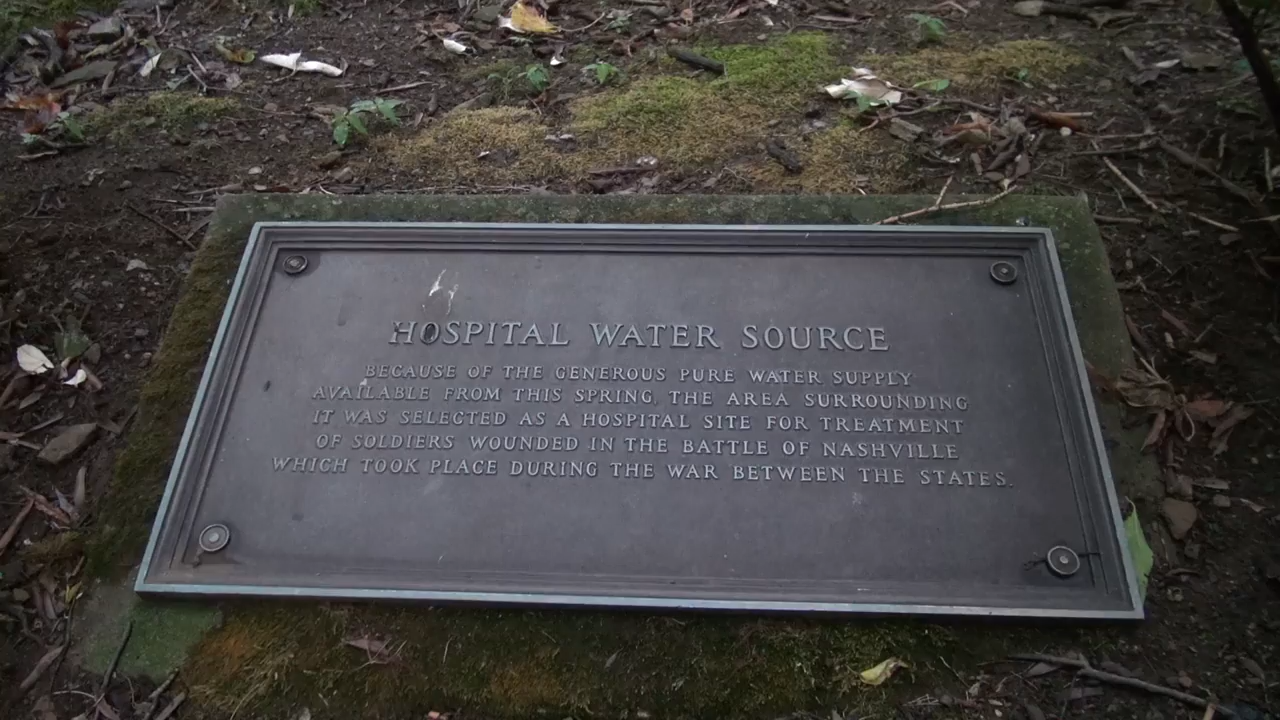 HOSPITAL WATER SOURCE
BECAUSE OF THE GENEROUS PURE WATER SUPPLY
AVAILABLE FROM THIS SPRING, THE AREA SURROUNDING
IT WAS SELECTED AS A HOSPITAL SITE FOR TREATMENT
OF SOLDIERS WOUNDED IN THE BATTLE OF NASHVILLE
WHICH TOOK PLACE DURING THE WAR BETWEEN THE STATES.